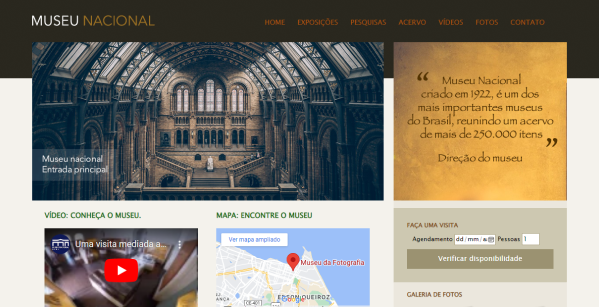 MUSEU NACIONAL
HOME EXPOSIÇÕES PESQUISAS ACERVO VÍDEOS FOTOS CONTATO
Museu nacional
Entrada principal
“ Museu Nacional
criado em 1922, é um dos
mais importantes museus
do Brasil, reunindo um acervo
de mais de 250.000 itens ”
Direção do museu
VÍDEO: CONHEÇA O MUSEU.
Uma visita mediada a...
MAPA: ENCONTRE O MUSEU
Ver mapa ampliado
Museu da Fotografia
EDSON QUEIROZ
FAÇA UMA VISITA
Agendamento dd/mm/aa Pessoas 1
Verificar disponibilidade
GALERIA DE FOTOS